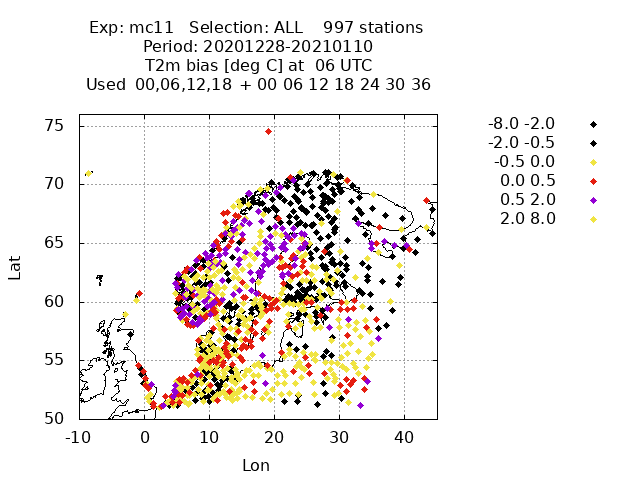 Exp: mc11 Selection: ALL 997 stations
Period: 20201228-20210110
T2m bias [deg C] at 06 UTC
Used 00,06,12,18 + 00 06 12 18 24 30 36
-8.0 -2.0
-2.0 -0.5
-0.5 0.0
0.0 0.5
0.5 2.0
2.0 8.0
75
70
65
60
55
50
Lat
-10 0 10 20 30 40
Lon